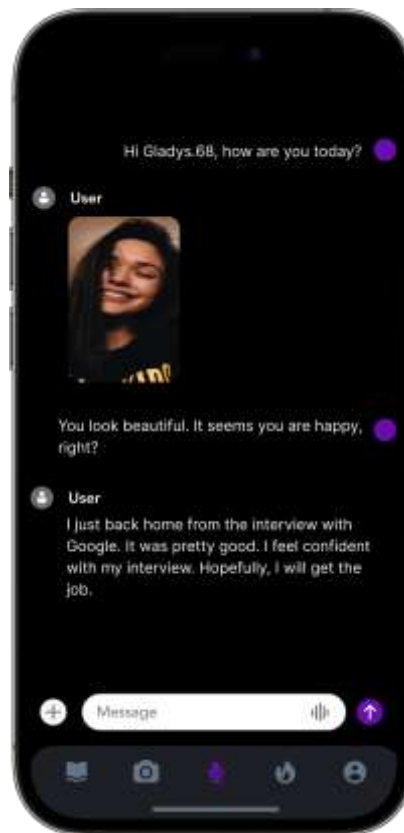 Hi Gladys.68, how are you today?
User
You look beautiful. It seems you are happy,
right?
User
I just back home from the interview with
Google. It was pretty good. I feel confident
with my interview. Hopefully, I will get the
job.
Message